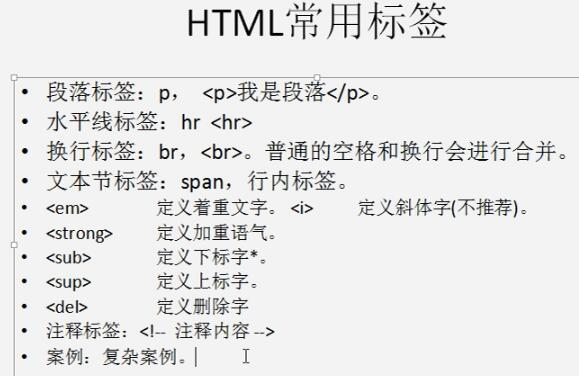 HTML常用标签
• 段落标签：p， <p>我是段落</p>。
• 水平线标签：hr <hr>
• 换行标签：br，<br>。普通的空格和换行会进行合并。
• 文本节标签：span，行内标签。
• <em> 定义着重文字。 <i> 定义斜体字(不推荐)。
• <strong> 定义加重语气。
• <sub> 定义下标字*。
• <sup> 定义上标字。
• <del> 定义删除字
• 注释标签：<!-- 注释内容 -->
• 案例：复杂案例。